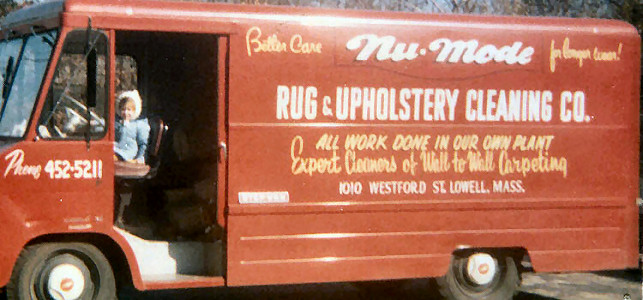 Better Care Nu-Mode for longer wear!
RUG & UPHOLSTERY CLEANING CO.
ALL WORK DONE IN OUR OWN PLANT
Expert Cleaners of Wall to Wall Carpeting
1010 WESTFORD ST. LOWELL, MASS.
Phone 452-5211